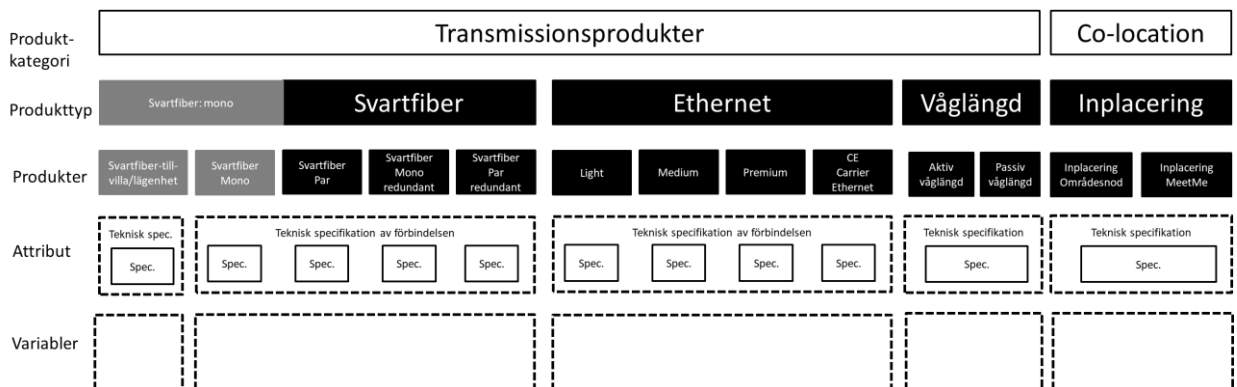 Produkt-
kategori
Transmissionsprodukter
Co-location
Produkttyp
Svartfiber: mono
Svartfiber
Ethernet
Våglängd
Inplacering
Produkter
Svartfiber-till-
villa/lägenhet
Svartfiber
Mono
Svartfiber
Par
Svartfiber
Mono
redundant
Svartfiber
Par
redundant
Light
Medium
Premium
CE
Carrier
Ethernet
Aktiv
våglängd
Passiv
våglängd
Inplacering
Områdesnod
Inplacering
MeetMe
Attribut
Teknisk spec.
Spec.
Teknisk specifikation av förbindelsen
Spec.
Spec.
Spec.
Spec.
Teknisk specifikation av förbindelsen
Spec.
Spec.
Spec.
Spec.
Teknisk specifikation
Spec.
Teknisk specifikation
Spec.
Variabler